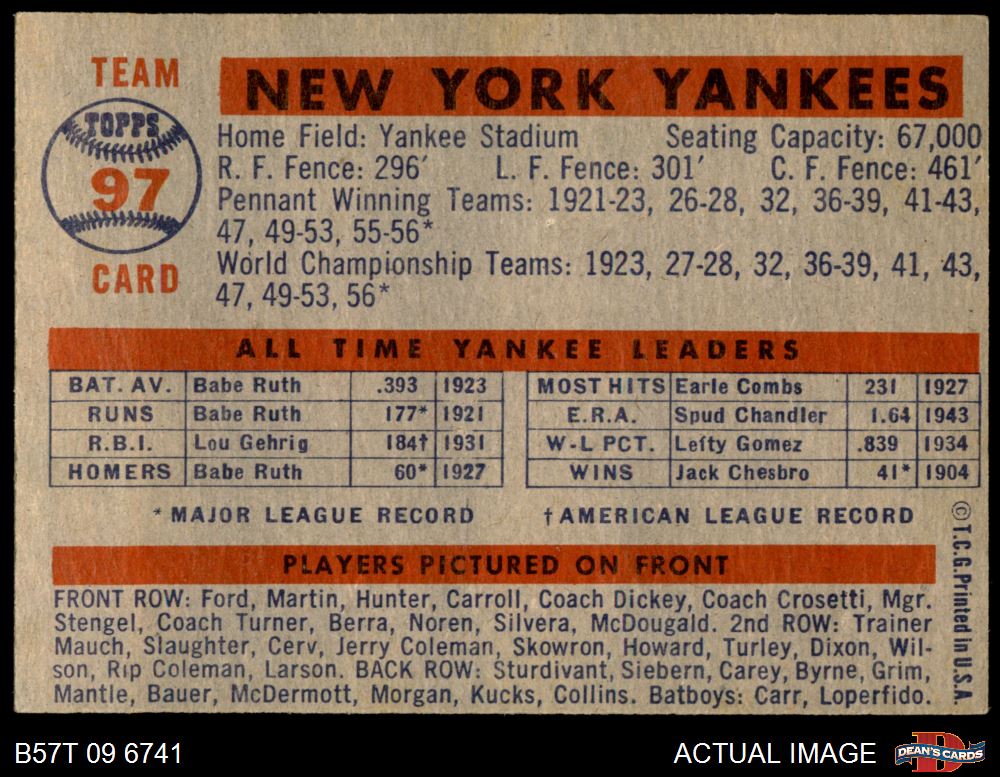 TEAM
TOPPS
97
CARD
NEW YORK YANKEES
Home Field: Yankee Stadium Seating Capacity: 67,000
R. F. Fence: 296′ L. F. Fence: 301′ C. F. Fence: 461′
Pennant Winning Teams: 1921-23, 26-28, 32, 36-39, 41-43,
47, 49-53, 55-56*
World Championship Teams: 1923, 27-28, 32, 36-39, 41, 43,
47, 49-53, 56*
ALL TIME YANKEE LEADERS
BAT. AV. Babe Ruth .393 1923 MOST HITS Earle Combs 231 1927
RUNS Babe Ruth 177* 1921 E.R.A. Spud Chandler 1.64 1943
R.B.I. Lou Gehrig 184† 1931 W-L PCT. Lefty Gomez .839 1934
HOMERS Babe Ruth 60* 1927 WINS Jack Chesbro 41* 1904
*MAJOR LEAGUE RECORD †AMERICAN LEAGUE RECORD
PLAYERS PICTURED ON FRONT
FRONT ROW: Ford, Martin, Hunter, Carroll, Coach Dickey, Coach Crosetti, Mgr.
Stengel, Coach Turner, Berra, Noren, Silvera, McDougald. 2nd ROW: Trainer
Mauch, Slaughter, Cerv, Jerry Coleman, Skowron, Howard, Turley, Dixon, Wil-
son, Rip Coleman, Larson. BACK ROW: Sturdivant, Siebern, Carey, Byrne, Grim,
Mantle, Bauer, McDermott, Morgan, Kucks, Collins. Batboys: Carr, Loperfido.
© T.C.G. Printed in U.S.A.
B57T 09 6741 ACTUAL IMAGE
D
DEAN'S CARDS